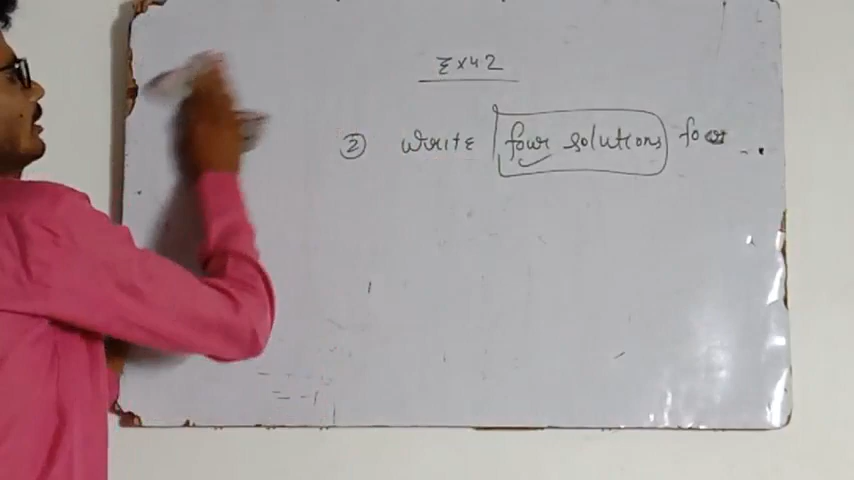 Ex 4.2
② Write four solutions for ...